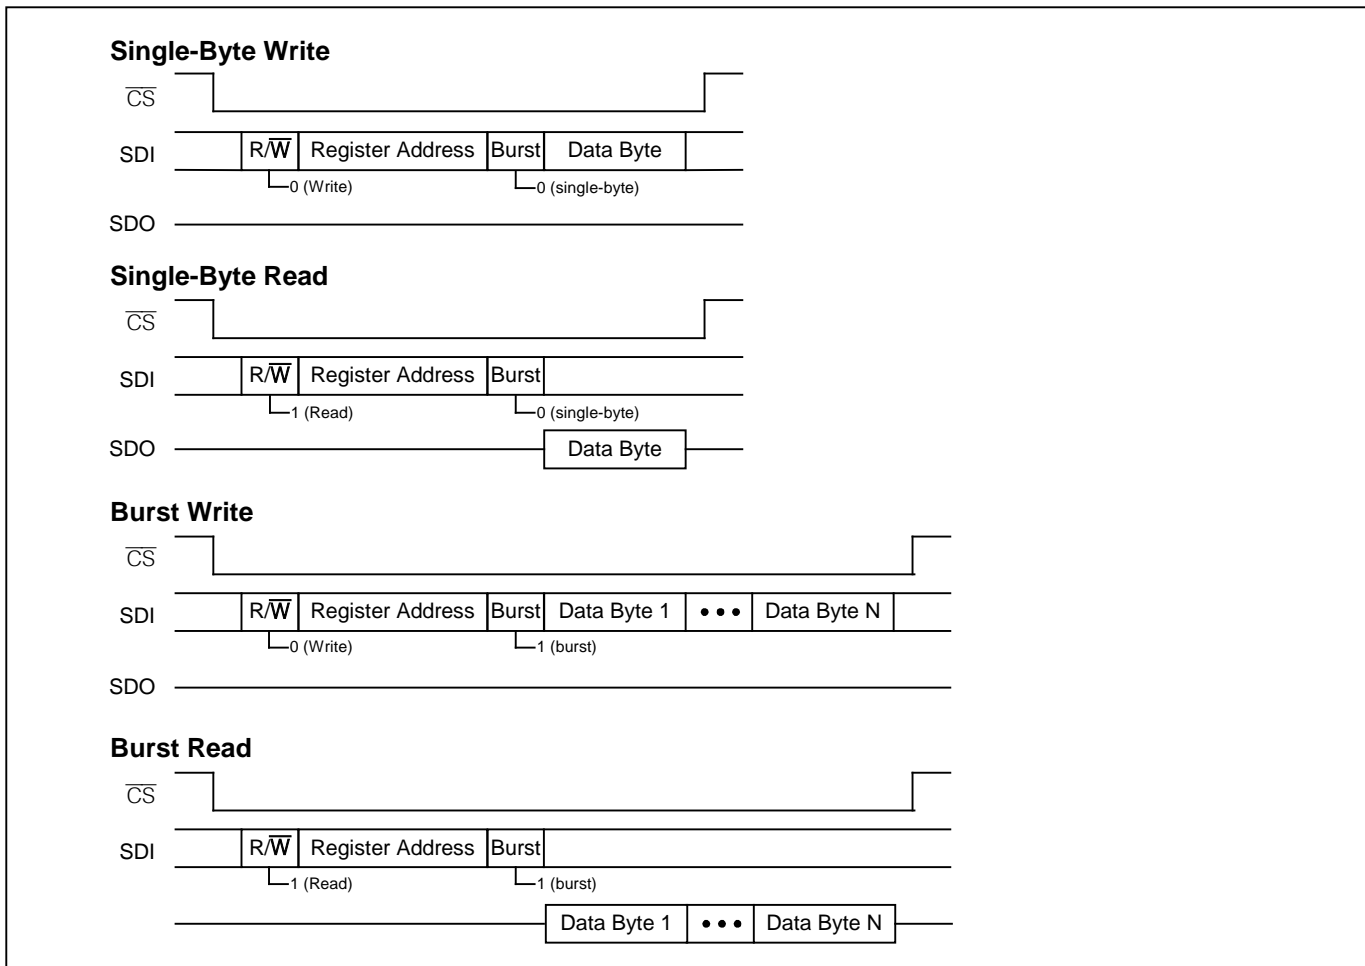 Single-Byte Write
CS
SDI R/W Register Address Burst Data Byte
0 (Write) 0 (single-byte)
SDO
Single-Byte Read
CS
SDI R/W Register Address Burst
1 (Read) 0 (single-byte)
SDO Data Byte
Burst Write
CS
SDI R/W Register Address Burst Data Byte 1 ••• Data Byte N
0 (Write) 1 (burst)
SDO
Burst Read
CS
SDI R/W Register Address Burst
1 (Read) 1 (burst)
Data Byte 1 ••• Data Byte N